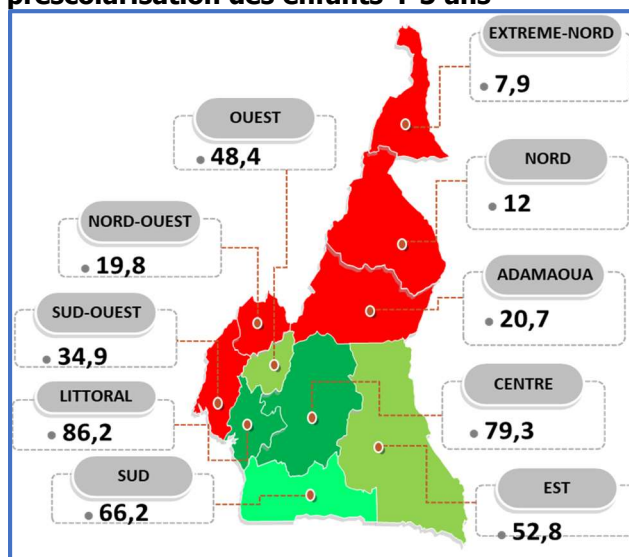 préscolarisation des enfants 4-5 ans
EXTREME-NORD
• 7,9
OUEST
• 48,4
NORD
• 12
NORD-OUEST
• 19,8
ADAMAOUA
• 20,7
SUD-OUEST
• 34,9
LITTORAL
• 86,2
CENTRE
• 79,3
SUD
• 66,2
EST
• 52,8